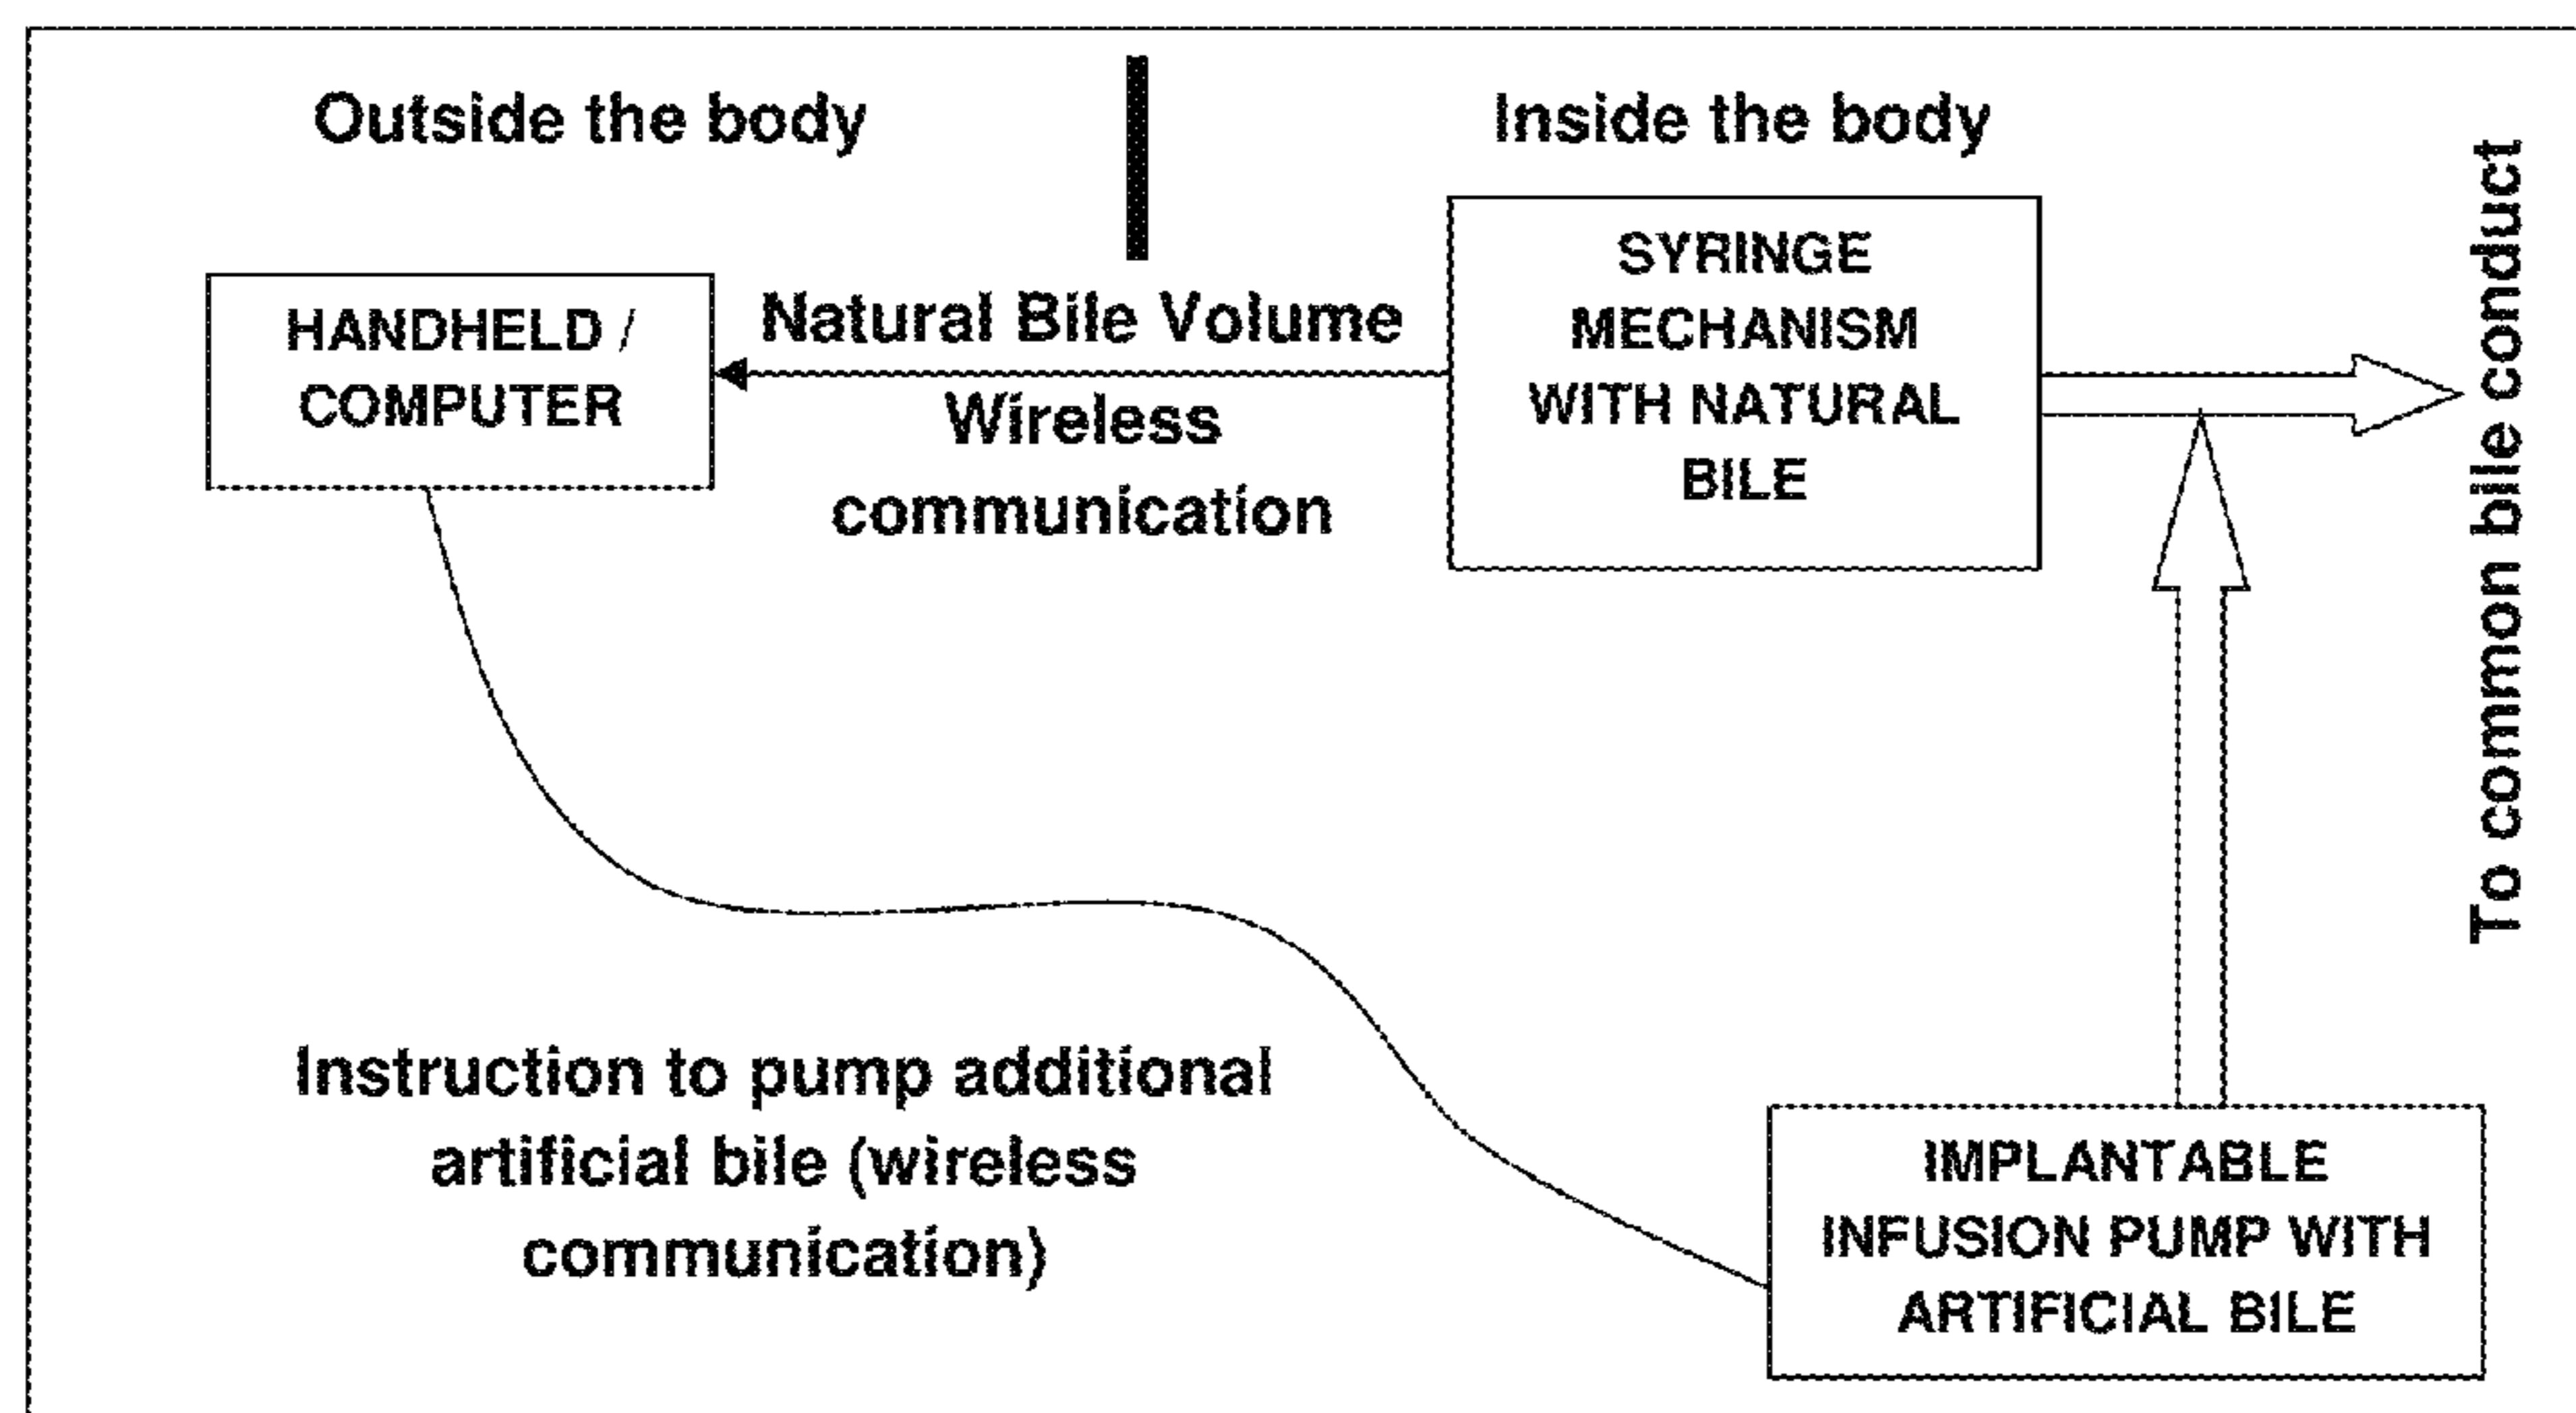 Outside the body
Inside the body
HANDHELD /
COMPUTER
Natural Bile Volume
Wireless
communication
SYRINGE
MECHANISM
WITH NATURAL
BILE
To common bile conduct
Instruction to pump additional
artificial bile (wireless
communication)
IMPLANTABLE
INFUSION PUMP WITH
ARTIFICIAL BILE